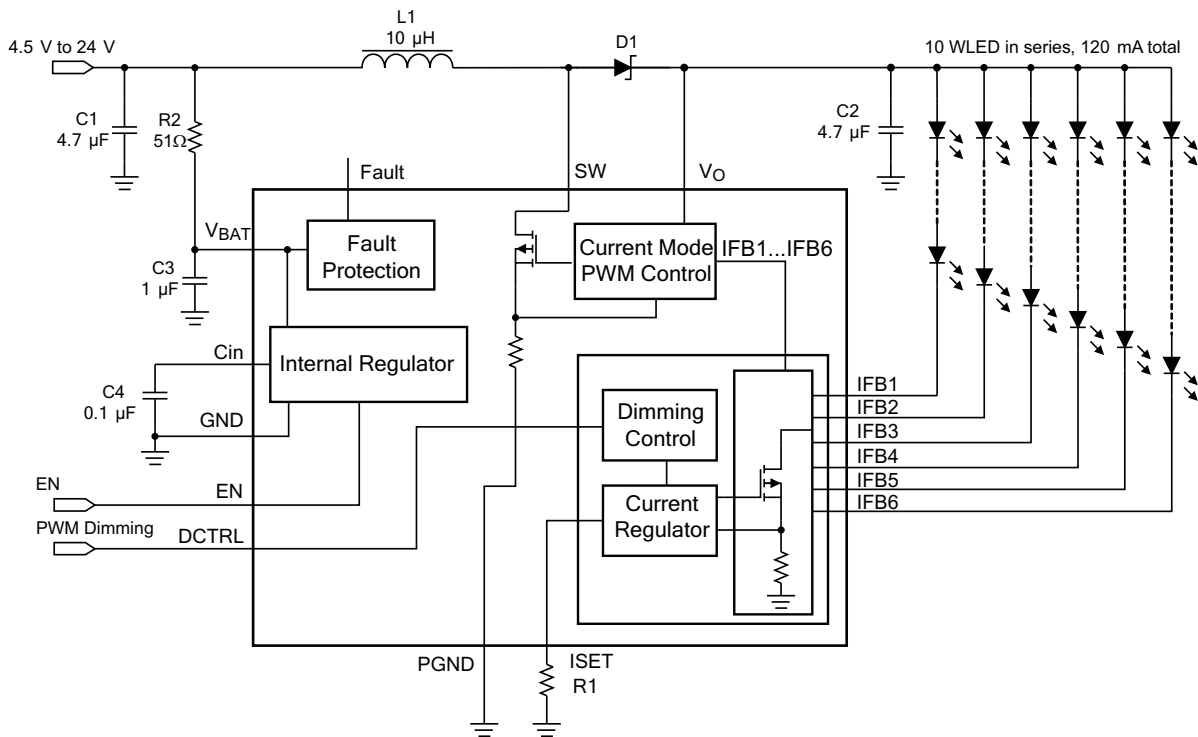 L1
10 µH
4.5 V to 24 V
D1
10 WLED in series, 120 mA total
C1
4.7 µF
R2
51Ω
C2
4.7 µF
Fault
SW
VO
VBAT
Fault
Protection
Current Mode
PWM Control
IFB1...IFB6
C3
1 µF
Cin
Internal Regulator
C4
0.1 µF
GND
Dimming
Control
IFB1
IFB2
IFB3
IFB4
IFB5
IFB6
EN
EN
Current
Regulator
PWM Dimming
DCTRL
PGND
ISET
R1